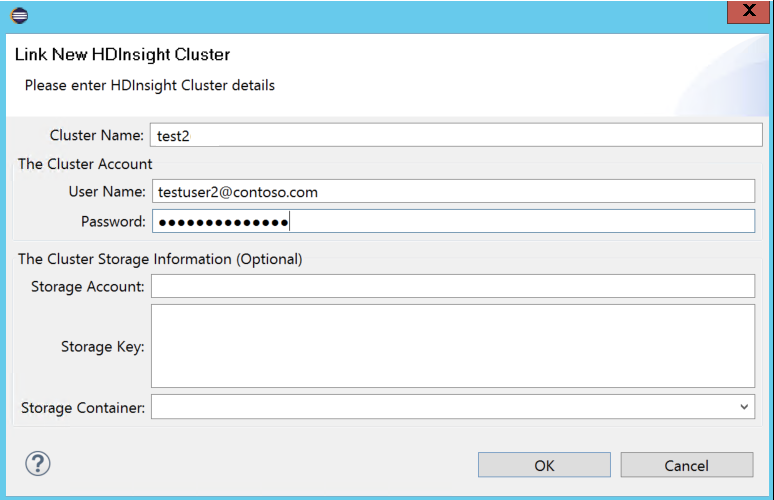 X
Link New HDInsight Cluster
Please enter HDInsight Cluster details
Cluster Name: test2
The Cluster Account
User Name: testuser2@contoso.com
Password: ●●●●●●●●●●●●●●
The Cluster Storage Information (Optional)
Storage Account:
Storage Key:
Storage Container:
? OK Cancel